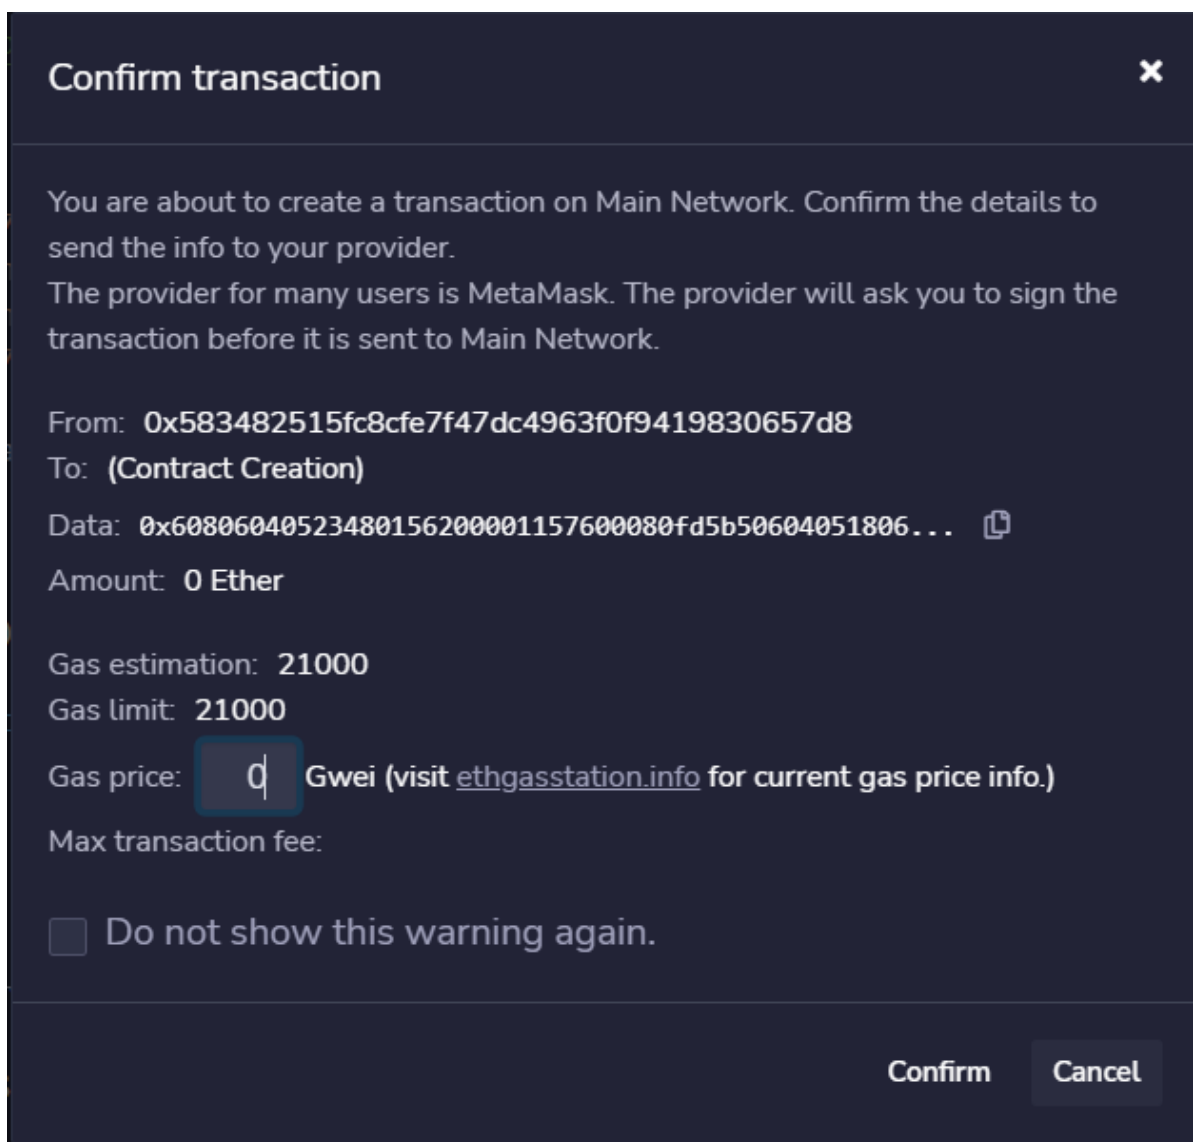 Confirm transaction
You are about to create a transaction on Main Network. Confirm the details to
send the info to your provider.
The provider for many users is MetaMask. The provider will ask you to sign the
transaction before it is sent to Main Network.
From: 0x583482515fc8cfe7f47dc4963f0f9419830657d8
To: (Contract Creation)
Data: 0x60806040523480156200001157600080fd5b50604051806...
Amount: 0 Ether
Gas estimation: 21000
Gas limit: 21000
Gas price: 0 Gwei (visit ethgasstation.info for current gas price info.)
Max transaction fee:
Do not show this warning again.
Confirm Cancel